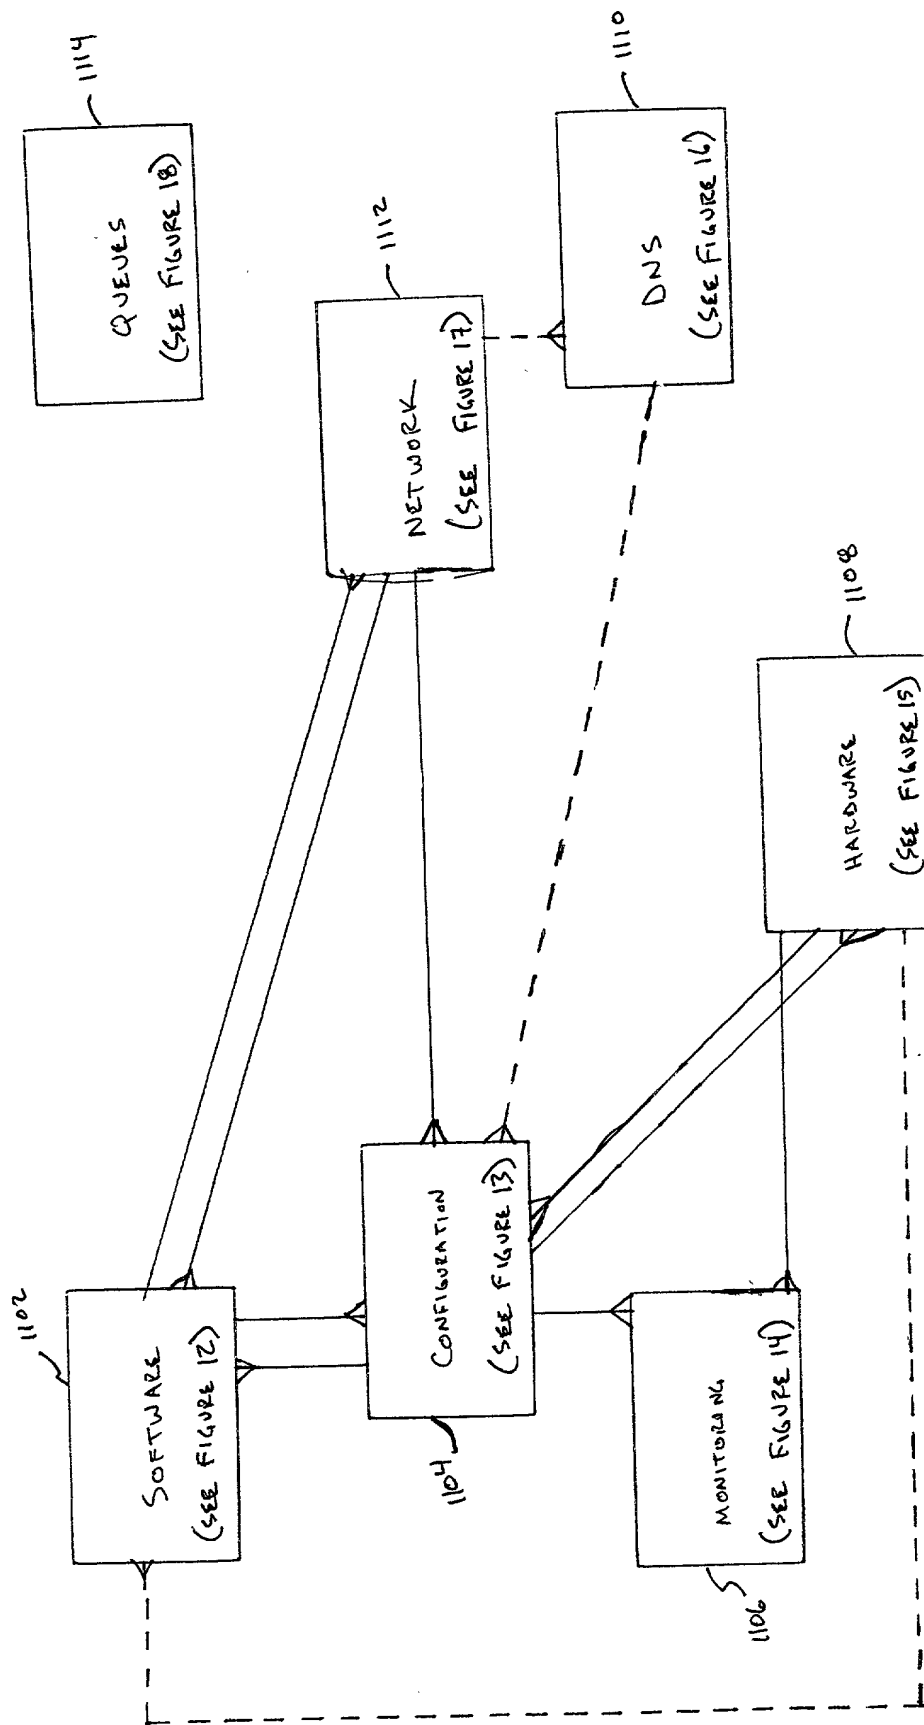 1102
SOFTWARE
(SEE FIGURE 12)
1104
CONFIGURATION
(SEE FIGURE 13)
1106
MONITORING
(SEE FIGURE 14)
1108
HARDWARE
(SEE FIGURE 15)
1110
DNS
(SEE FIGURE 16)
1112
NETWORK
(SEE FIGURE 17)
1114
QUEUES
(SEE FIGURE 18)